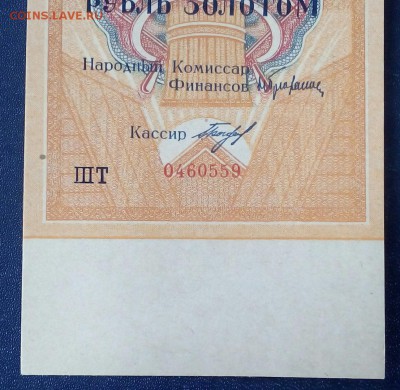 COINS.LAVE.RU
РУБЛЬ ЗОЛОТОМ
Народный Комиссар
Финансов
Кассир
ШТ
0460559